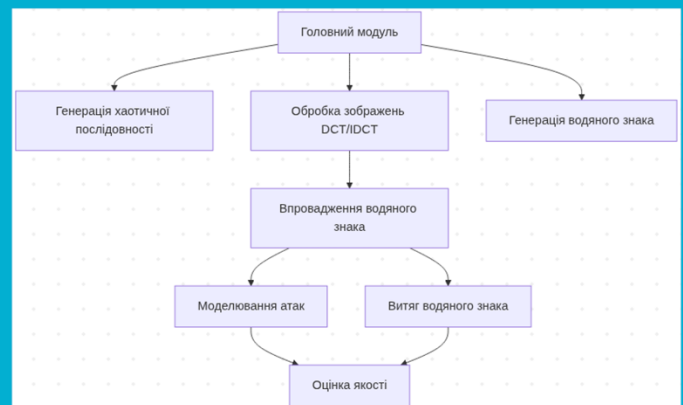 Головний модуль
Генерація хаотичної
послідовності
Обробка зображень
DCT/IDCT
Генерація водяного знака
Впровадження водяного
знака
Моделювання атак
Витяг водяного знака
Оцінка якості